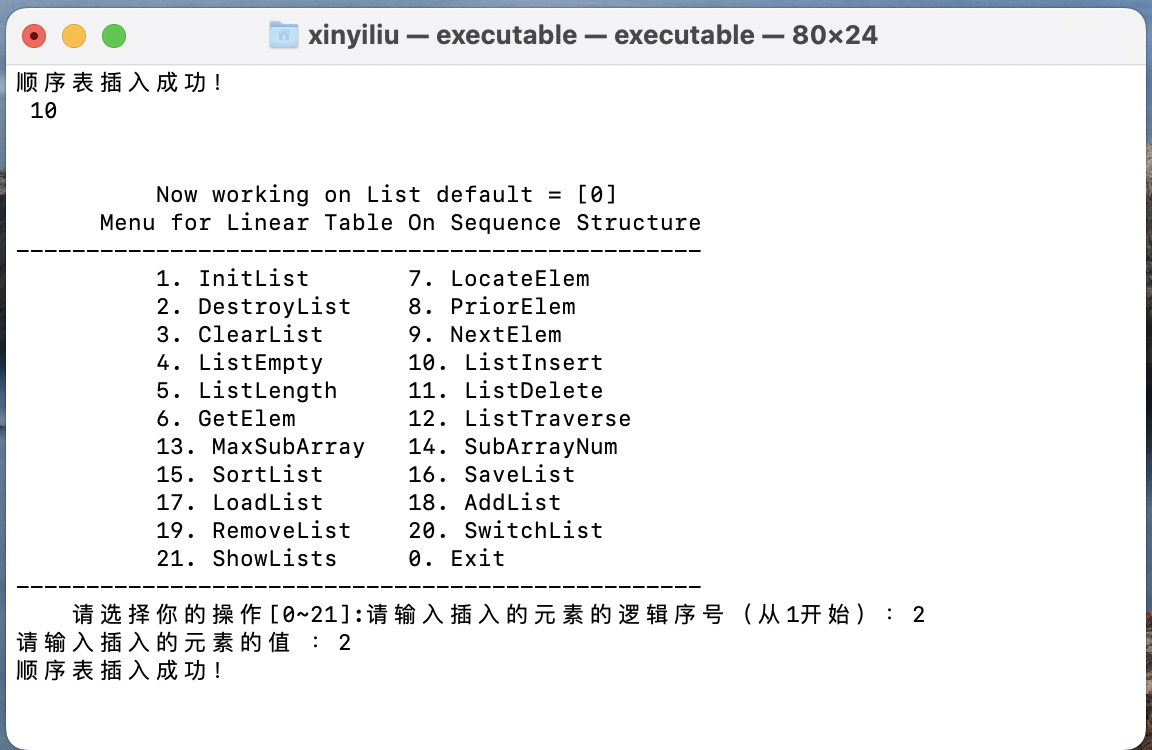 xinyiliu — executable — executable — 80×24
顺序表插入成功！
10
Now working on List default = [0]
Menu for Linear Table On Sequence Structure
-------------------------------------------------
1. InitList 7. LocateElem
2. DestroyList 8. PriorElem
3. ClearList 9. NextElem
4. ListEmpty 10. ListInsert
5. ListLength 11. ListDelete
6. GetElem 12. ListTraverse
13. MaxSubArray 14. SubArrayNum
15. SortList 16. SaveList
17. LoadList 18. AddList
19. RemoveList 20. SwitchList
21. ShowLists 0. Exit
-------------------------------------------------
请选择你的操作[0~21]:请输入插入的元素的逻辑序号（从1开始）：2
请输入插入的元素的值 ：2
顺序表插入成功！